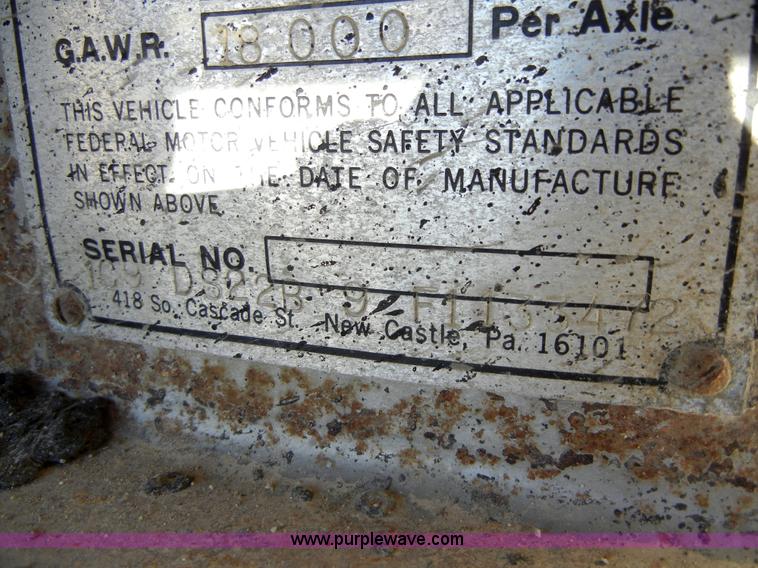 G.A.W.R. 18 000 Per Axle
THIS VEHICLE CONFORMS TO ALL APPLICABLE
FEDERAL MOTOR VEHICLE SAFETY STANDARDS
IN EFFECT ON THE DATE OF MANUFACTURE
SHOWN ABOVE
SERIAL NO.
418 So. Cascade St. New Castle, Pa. 16101
www.purplewave.com